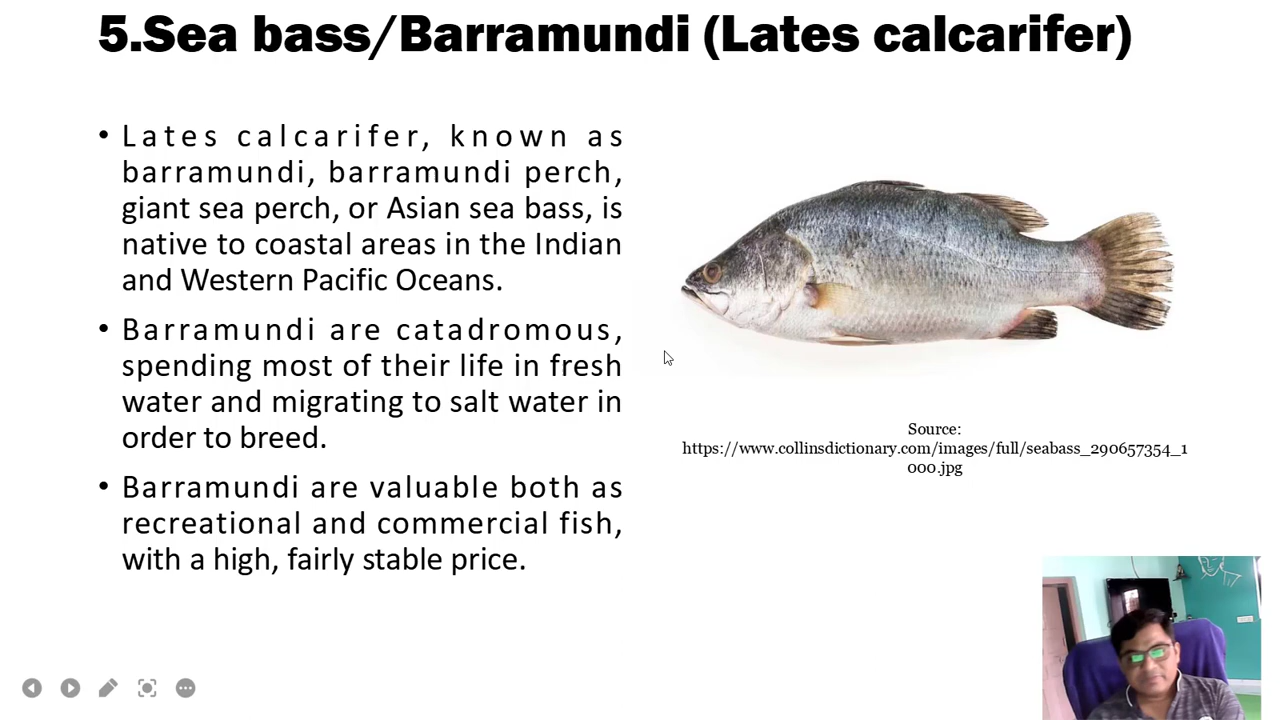 5.Sea bass/Barramundi (Lates calcarifer)
• Lates calcarifer, known as
barramundi, barramundi perch,
giant sea perch, or Asian sea bass, is
native to coastal areas in the Indian
and Western Pacific Oceans.
• Barramundi are catadromous,
spending most of their life in fresh
water and migrating to salt water in
order to breed.
• Barramundi are valuable both as
recreational and commercial fish,
with a high, fairly stable price.
Source:
https://www.collinsdictionary.com/images/full/seabass_290657354_1
000.jpg